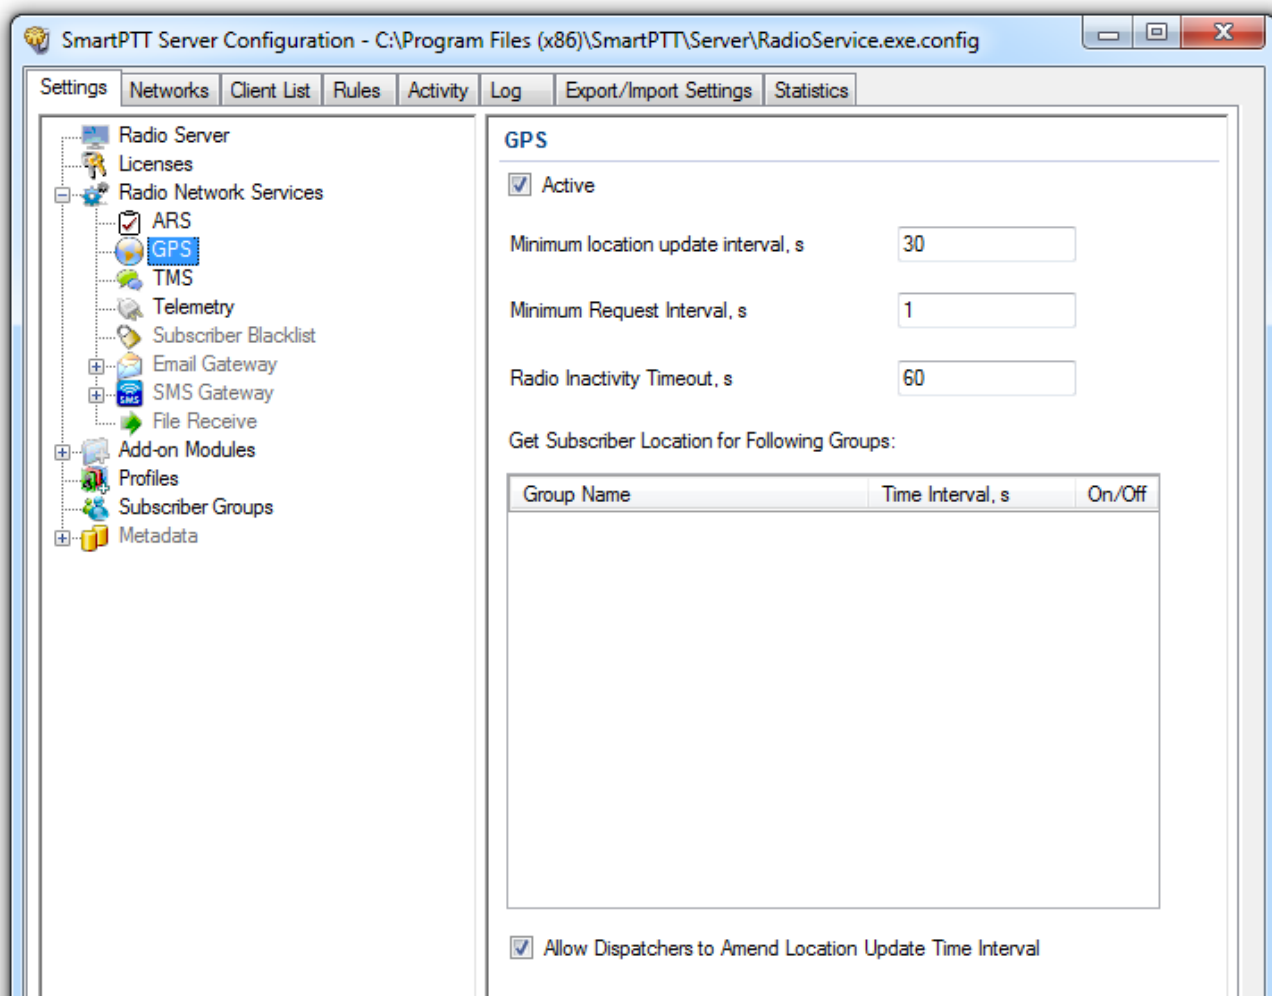 SmartPTT Server Configuration - C:\Program Files (x86)\SmartPTT\Server\RadioService.exe.config
Settings Networks Client List Rules Activity Log Export/Import Settings Statistics
Radio Server
Licenses
Radio Network Services
ARS
GPS
TMS
Telemetry
Subscriber Blacklist
Email Gateway
SMS
SMS Gateway
File Receive
Add-on Modules
Profiles
Subscriber Groups
Metadata
GPS
Active
Minimum location update interval, s 30
Minimum Request Interval, s 1
Radio Inactivity Timeout, s 60
Get Subscriber Location for Following Groups:
Group Name Time Interval, s On/Off
Allow Dispatchers to Amend Location Update Time Interval